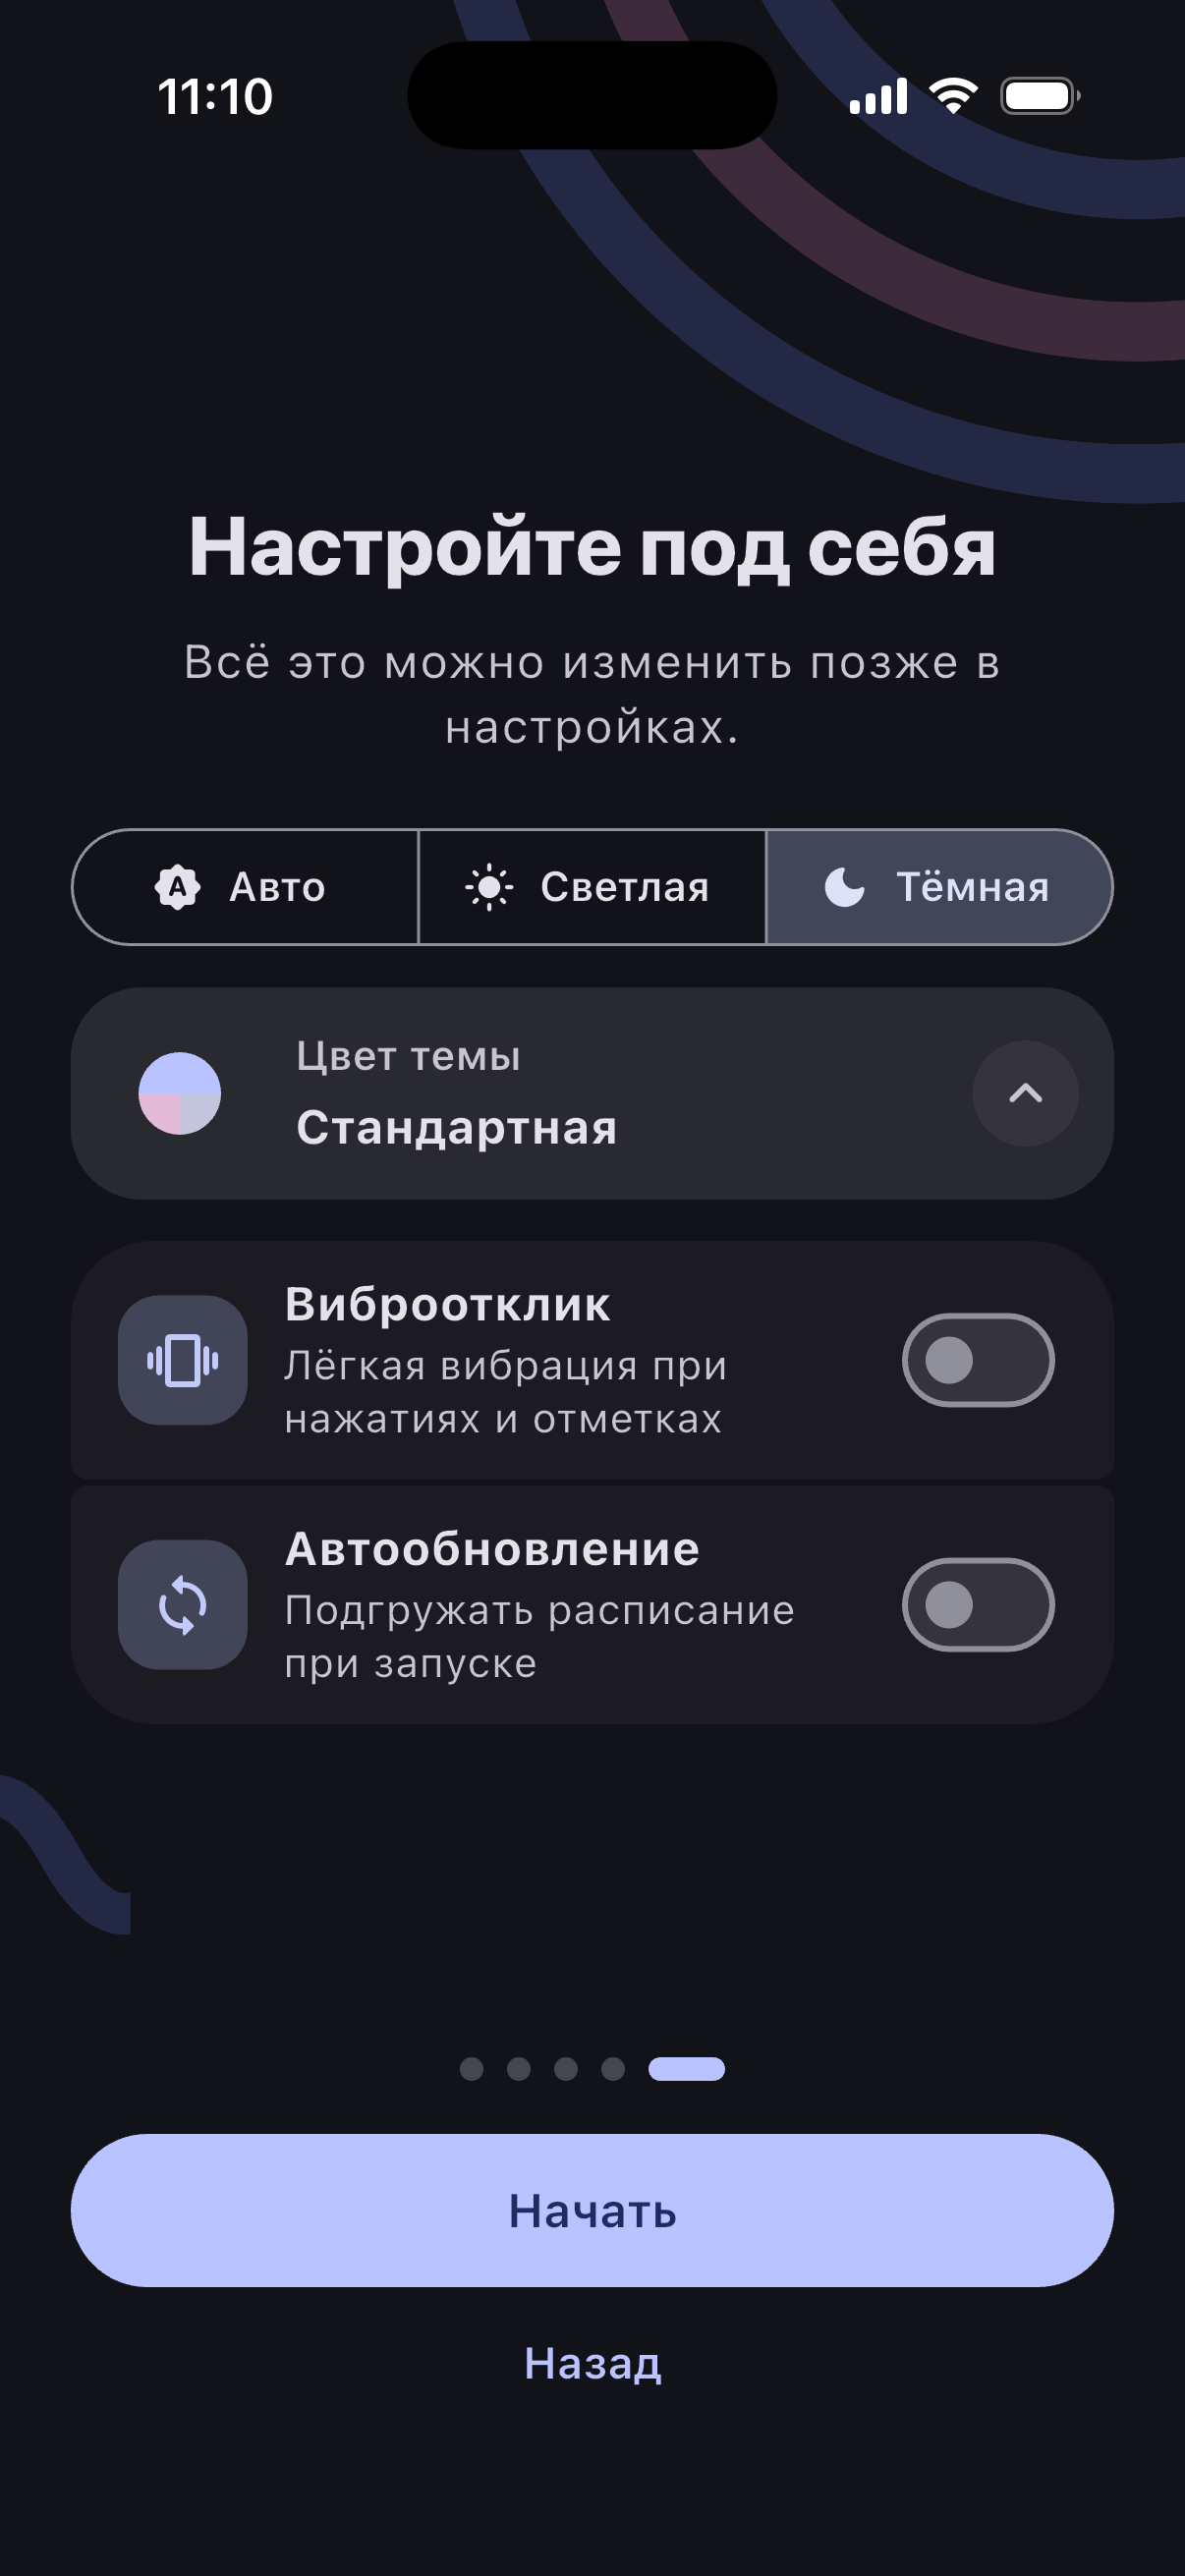 11:10
Настройте под себя
Всё это можно изменить позже в
настройках.
Авто
Светлая
Тёмная
Цвет темы
Стандартная
Виброотклик
Лёгкая вибрация при
нажатиях и отметках
Автообновление
Подгружать расписание
при запуске
Начать
Назад